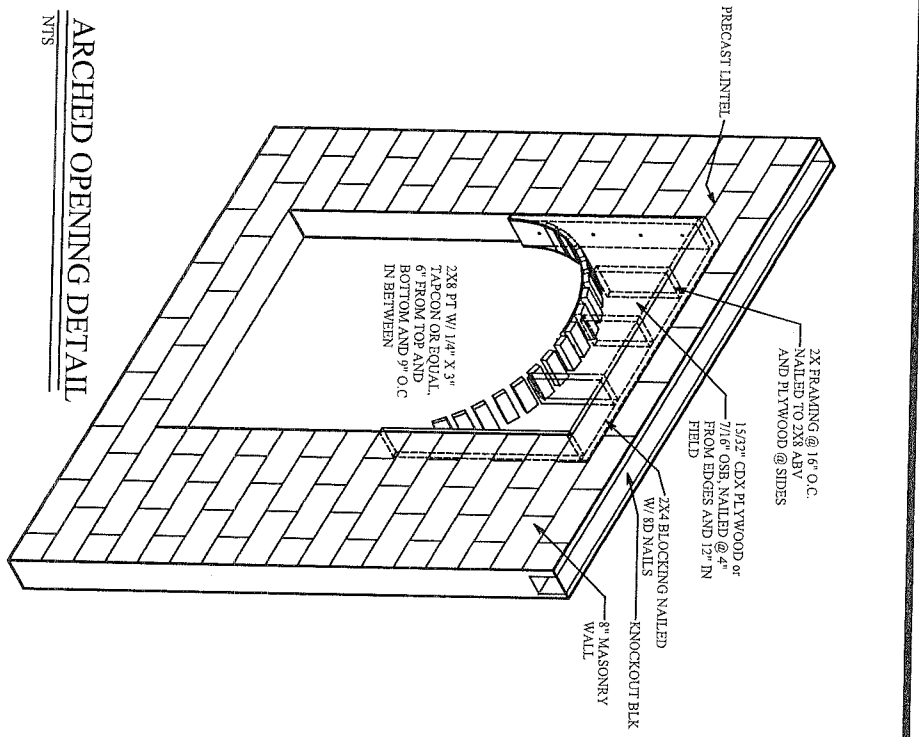 PRECAST LINTEL
2X FRAMING @ 16" O.C.
NAILED TO 2X8 ABV
AND PLYWOOD @ SIDES
15/32" CDX PLYWOOD or
7/16" OSB, NAILED @ 4"
FROM EDGES AND 12" IN
FIELD
2X4 BLOCKING NAILED
W/ 8D NAILS
KNOCKOUT BLK
8" MASONRY
WALL
2X8 PT W/ 1/4" X 3"
TAPCON OR EQUAL,
6" FROM TOP AND
BOTTOM AND 9" O.C
IN BETWEEN
ARCHED OPENING DETAIL
NTS